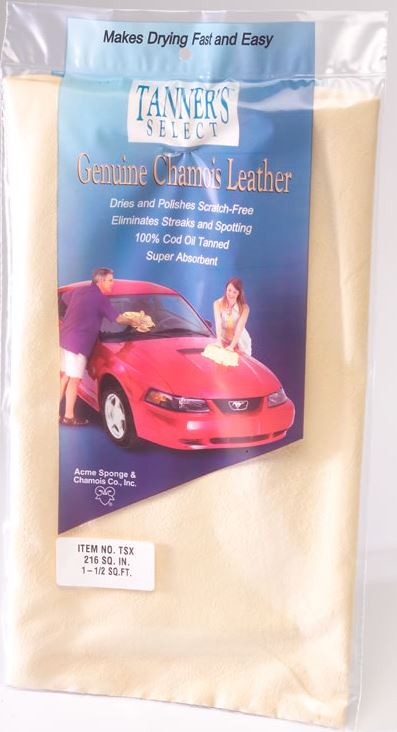 Makes Drying Fast and Easy
TANNER'S
SELECT
Genuine Chamois Leather
Dries and Polishes Scratch-Free
Eliminates Streaks and Spotting
100% Cod Oil Tanned
Super Absorbent
Acme Sponge &
Chamois Co., Inc.
®
ITEM NO. TSX
216 SQ. IN.
1-1/2 SQ.FT.